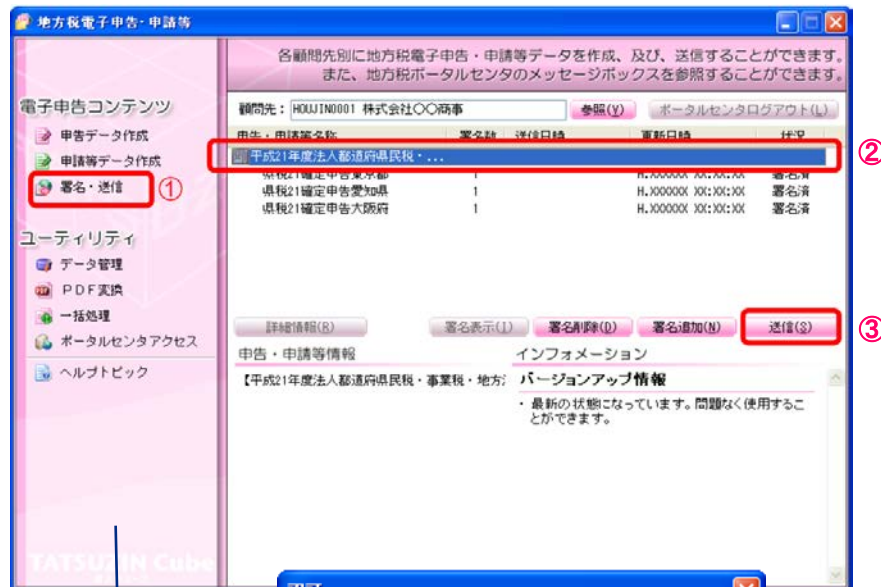 地方税電子申告・申請等
各顧問先別に地方税電子申告・申請等データを作成、及び、送信することができます。
また、地方税ポータルセンタのメッセージボックスを参照することができます。
電子申告コンテンツ
申告データ作成
申請等データ作成
署名・送信 ①
ユーティリティ
データ管理
PDF変換
一括処理
ポータルセンタアクセス
ヘルプトピック
顧問先: HOUJIN0001 株式会社○○商事 参照(Y) ポータルセンタログアウト(L)
申告・申請等名称 署名数 送信日時 更新日時 状況
平成21年度法人都道府県民税・... ②
県税21確定申告東京都 1 H.XXXXXX XX:XX:XX 署名済
県税21確定申告愛知県 1 H.XXXXXX XX:XX:XX 署名済
県税21確定申告大阪府 1 H.XXXXXX XX:XX:XX 署名済
詳細情報(R) 署名表示(I) 署名削除(D) 署名追加(N) 送信(S) ③
申告・申請等情報 インフォメーション
【平成21年度法人都道府県民税・事業税・地方 バージョンアップ情報
・ 最新の状態になっています。問題なく使用するこ
とができます。
TATSUZIN Cube